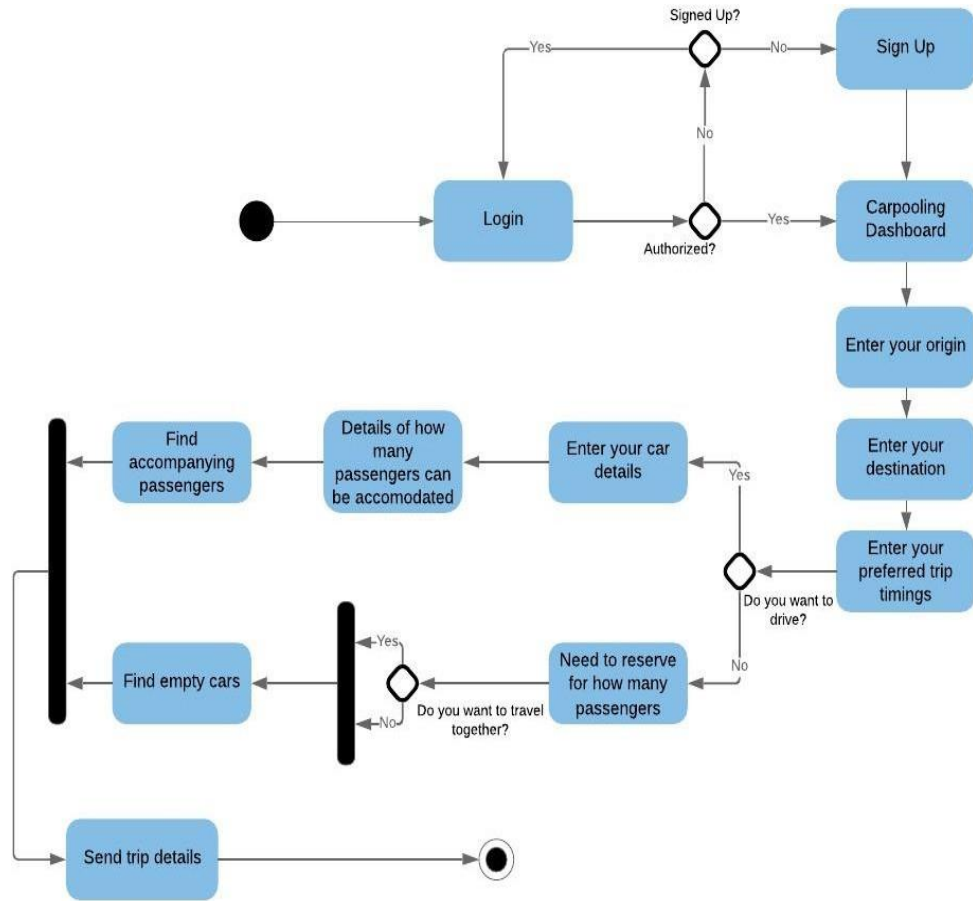 Signed Up?
Yes
No
Sign Up
No
Login
Authorized?
Yes
Carpooling
Dashboard
Enter your origin
Enter your
destination
Enter your
preferred trip
timings
Do you want to
drive?
Yes
Enter your car
details
Details of how
many
passengers can
be accomodated
Find
accompanying
passengers
No
Need to reserve
for how many
passengers
Do you want to travel
together?
Yes
No
Find empty cars
Send trip details